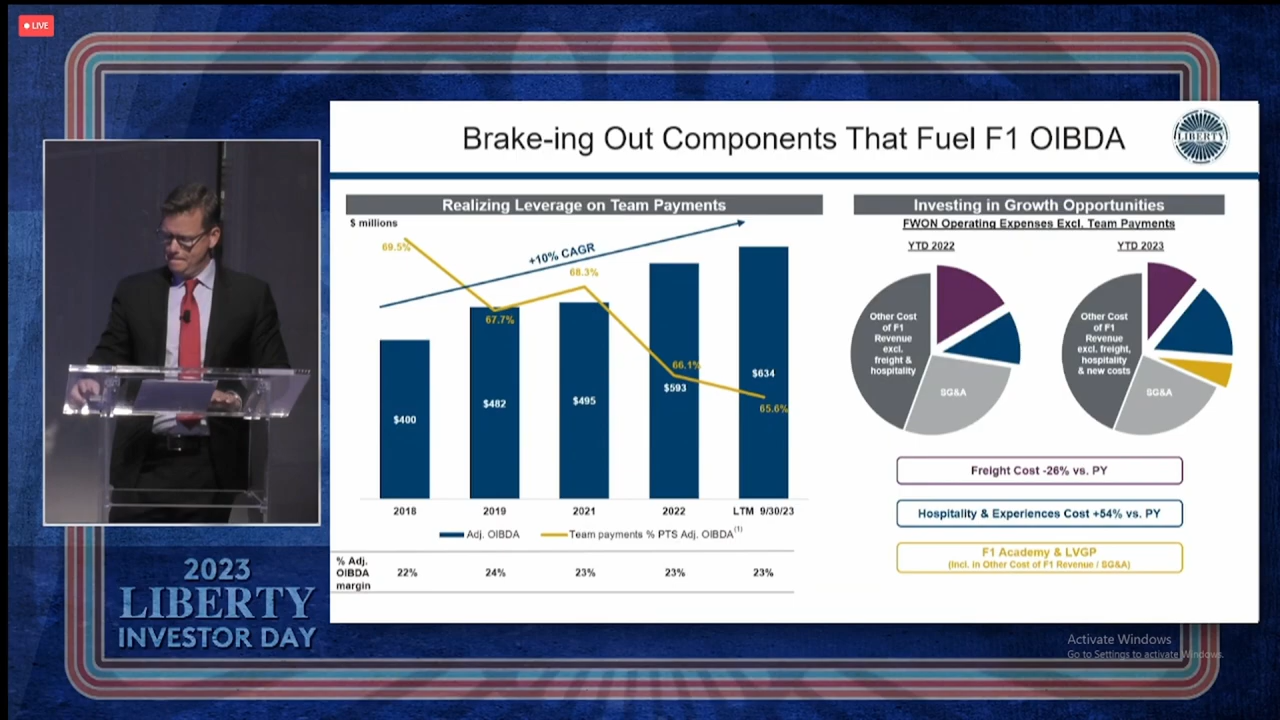 LIVE
Brake-ing Out Components That Fuel F1 OIBDA
LIBERTY
Realizing Leverage on Team Payments
$ millions
69.5%
+10% CAGR
68.3%
67.7%
66.1%
65.6%
$400
$482
$495
$593
$634
2018
2019
2021
2022
LTM 9/30/23
Adj. OIBDA
Team payments % PTS Adj. OIBDA(1)
% Adj.
OIBDA
margin
22%
24%
23%
23%
23%
Investing in Growth Opportunities
FWON Operating Expenses Excl. Team Payments
YTD 2022
Other Cost
of F1
Revenue
excl.
freight &
hospitality
SG&A
YTD 2023
Other Cost
of F1
Revenue
excl. freight,
hospitality
& new costs
SG&A
Freight Cost -26% vs. PY
Hospitality & Experiences Cost +54% vs. PY
F1 Academy & LVGP
(Incl. in Other Cost of F1 Revenue / SG&A)
2023
LIBERTY
INVESTOR DAY
Activate Windows
Go to Settings to activate Windows.